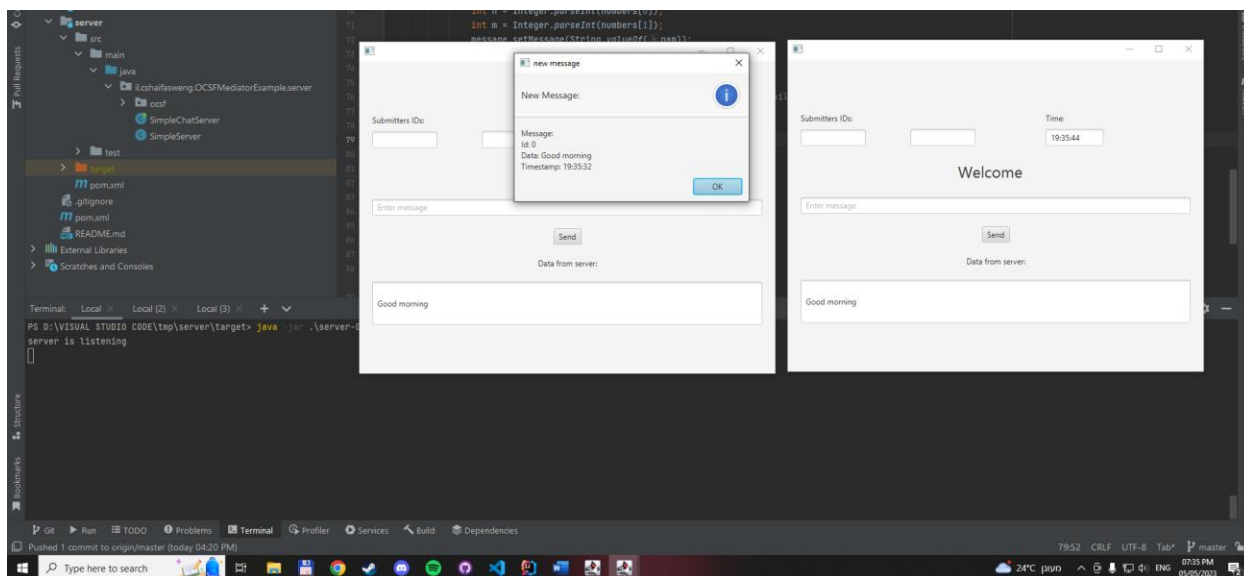 int m = Integer.parseInt(numbers[1]);
server
src
main
java
il.cshaifasweng.OCSFMediatorExample.server
ocsf
SimpleChatServer
SimpleServer
test
target
pom.xml
.gitignore
pom.xml
README.md
External Libraries
Scratches and Consoles
Pull Requests
71
79
new message
New Message:
Message:
Id: 0
Data: Good morning
Timestamp: 19:35:32
OK
Submitters IDs:
Enter message
Send
Data from server:
Good morning
Submitters IDs:
Time:
19:35:44
Welcome
Enter message
Send
Data from server:
Good morning
Terminal: Local Local (2) Local (3)
PS D:\VISUAL STUDIO CODE\tmp\server\target> java -jar .\server-
server is listening
Structure
Bookmarks
Git Run TODO Problems Terminal Profiler Services Build Dependencies
Pushed 1 commit to origin/master (today 04:20 PM)
79:52 CRLF UTF-8 Tab* master
Type here to search
24°C ENG 07:35 PM
05/05/2023